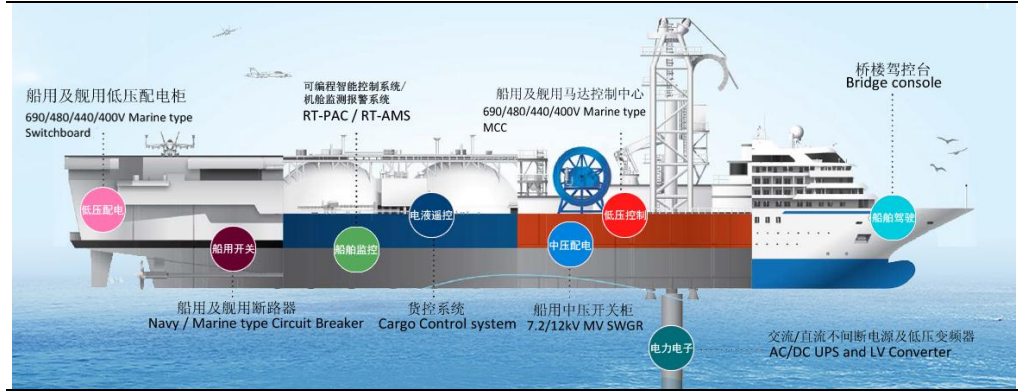 船用及舰用低压配电柜
690/480/440/400V Marine type
Switchboard
可编程智能控制系统/
机舱监测报警系统
RT-PAC / RT-AMS
船用及舰用马达控制中心
690/480/440/400V Marine type
MCC
桥楼驾控台
Bridge console
低压配电
船用开关
船舶监控
电液遥控
中压配电
低压控制
船舶驾驶
船用及舰用断路器
Navy / Marine type Circuit Breaker
货控系统
Cargo Control system
船用中压开关柜
7.2/12kV MV SWGR
电力电子
交流/直流不间断电源及低压变频器
AC/DC UPS and LV Converter